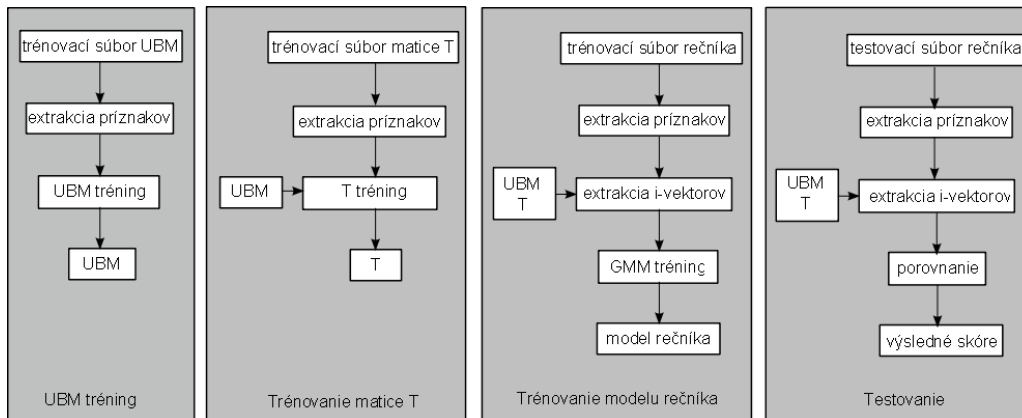 trénovací súbor UBM
extrakcia príznakov
UBM tréning
UBM
UBM tréning
trénovací súbor matice T
extrakcia príznakov
UBM
T tréning
T
Trénovanie matice T
trénovací súbor rečníka
extrakcia príznakov
UBM
T
extrakcia i-vektorov
GMM tréning
model rečníka
Trénovanie modelu rečníka
testovací súbor rečníka
extrakcia príznakov
UBM
T
extrakcia i-vektorov
porovnanie
výsledné skóre
Testovanie